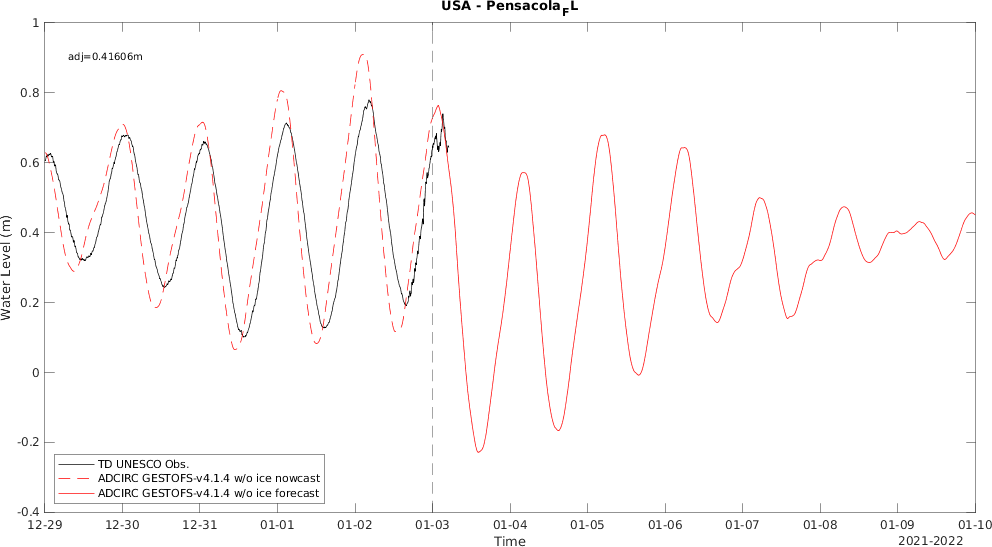 USA - Pensacola_FL
adj=0.41606m
1
0.8
0.6
0.4
0.2
0
-0.2
-0.4
Water Level (m)
TD UNESCO Obs.
ADCIRC GESTOFS-v4.1.4 w/o ice nowcast
ADCIRC GESTOFS-v4.1.4 w/o ice forecast
12-29 12-30 12-31 01-01 01-02 01-03 01-04 01-05 01-06 01-07 01-08 01-09 01-10
Time
2021-2022